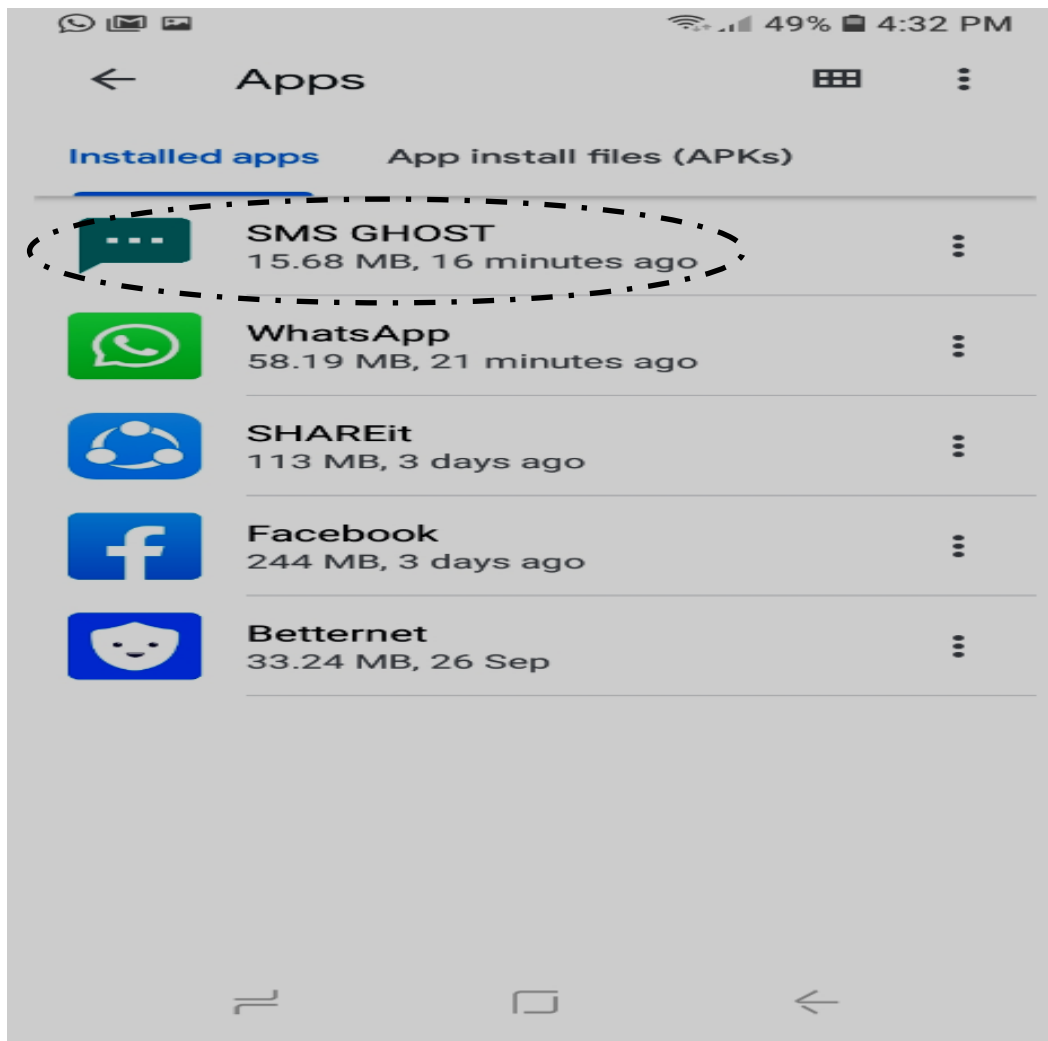 49% 4:32 PM
Apps
Installed apps App install files (APKs)
SMS GHOST
15.68 MB, 16 minutes ago
WhatsApp
58.19 MB, 21 minutes ago
SHAREit
113 MB, 3 days ago
Facebook
244 MB, 3 days ago
Betternet
33.24 MB, 26 Sep